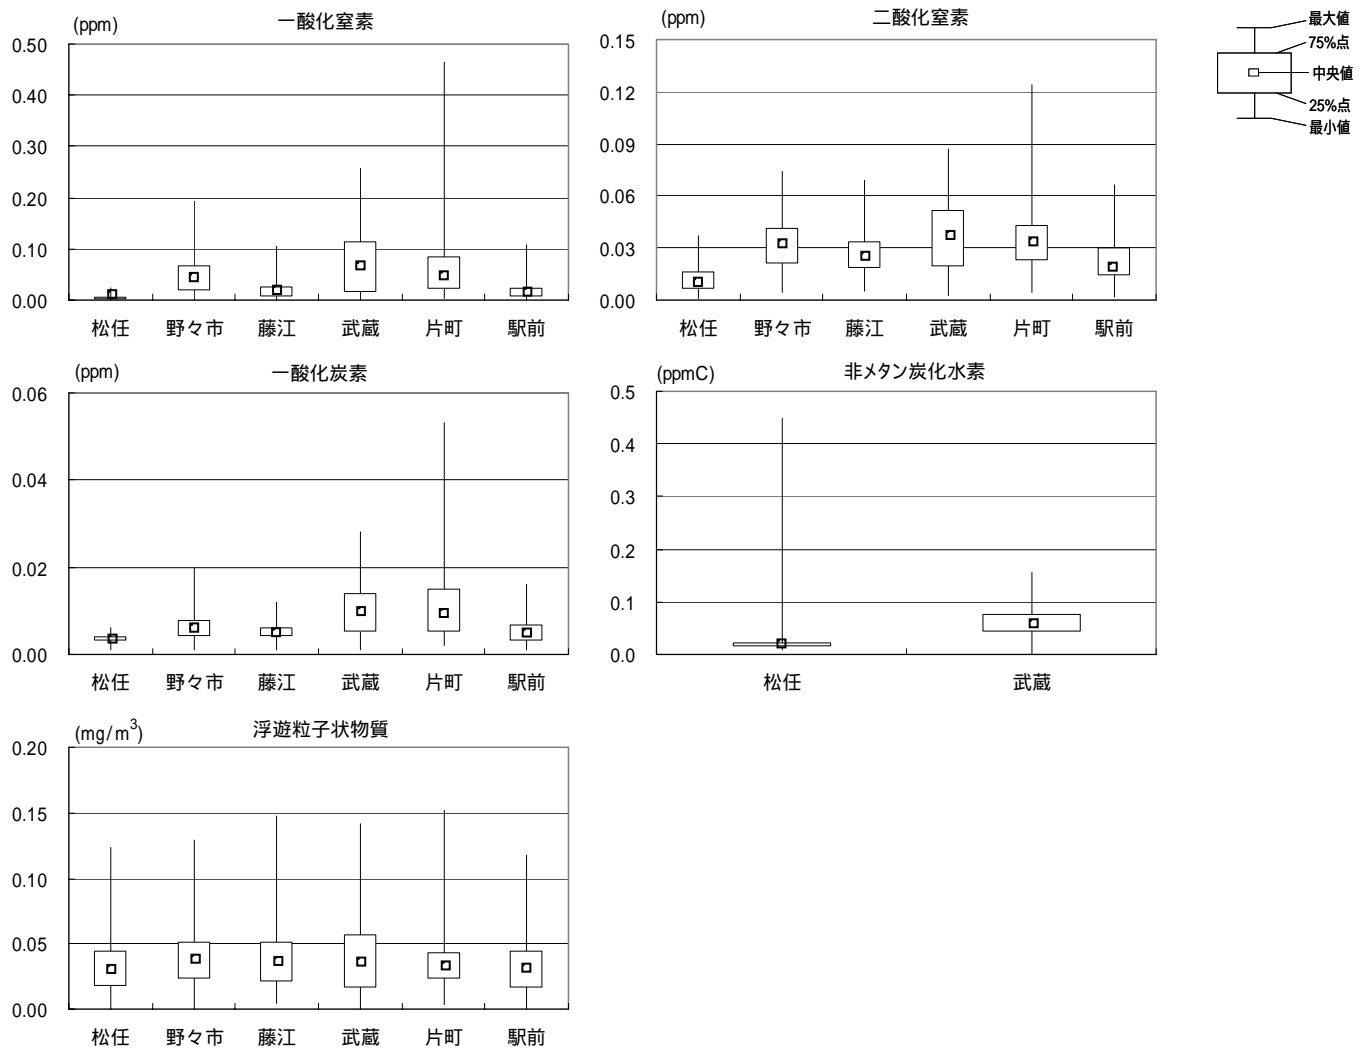 (ppm) 一酸化窒素
0.50
0.40
0.30
0.20
0.10
0.00
松任 野々市 藤江 武蔵 片町 駅前
(ppm) 二酸化窒素
0.15
0.12
0.09
0.06
0.03
0.00
松任 野々市 藤江 武蔵 片町 駅前
最大値
75%点
中央値
25%点
最小値
(ppm) 一酸化炭素
0.06
0.04
0.02
0.00
松任 野々市 藤江 武蔵 片町 駅前
(ppmC) 非メタン炭化水素
0.5
0.4
0.3
0.2
0.1
0.0
松任 武蔵
(mg/m³) 浮遊粒子状物質
0.20
0.15
0.10
0.05
0.00
松任 野々市 藤江 武蔵 片町 駅前